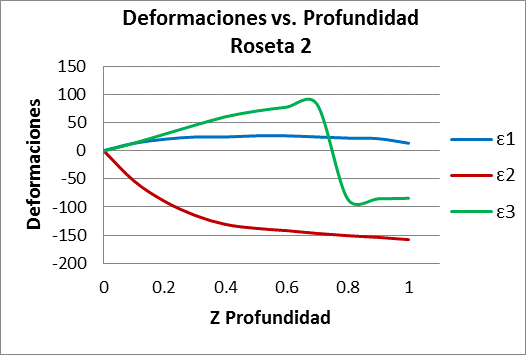 Deformaciones vs. Profundidad
Roseta 2
150
100
50
0
-50
-100
-150
-200
Deformaciones
0
0.2
0.4
0.6
0.8
1
Z Profundidad
ε1
ε2
ε3